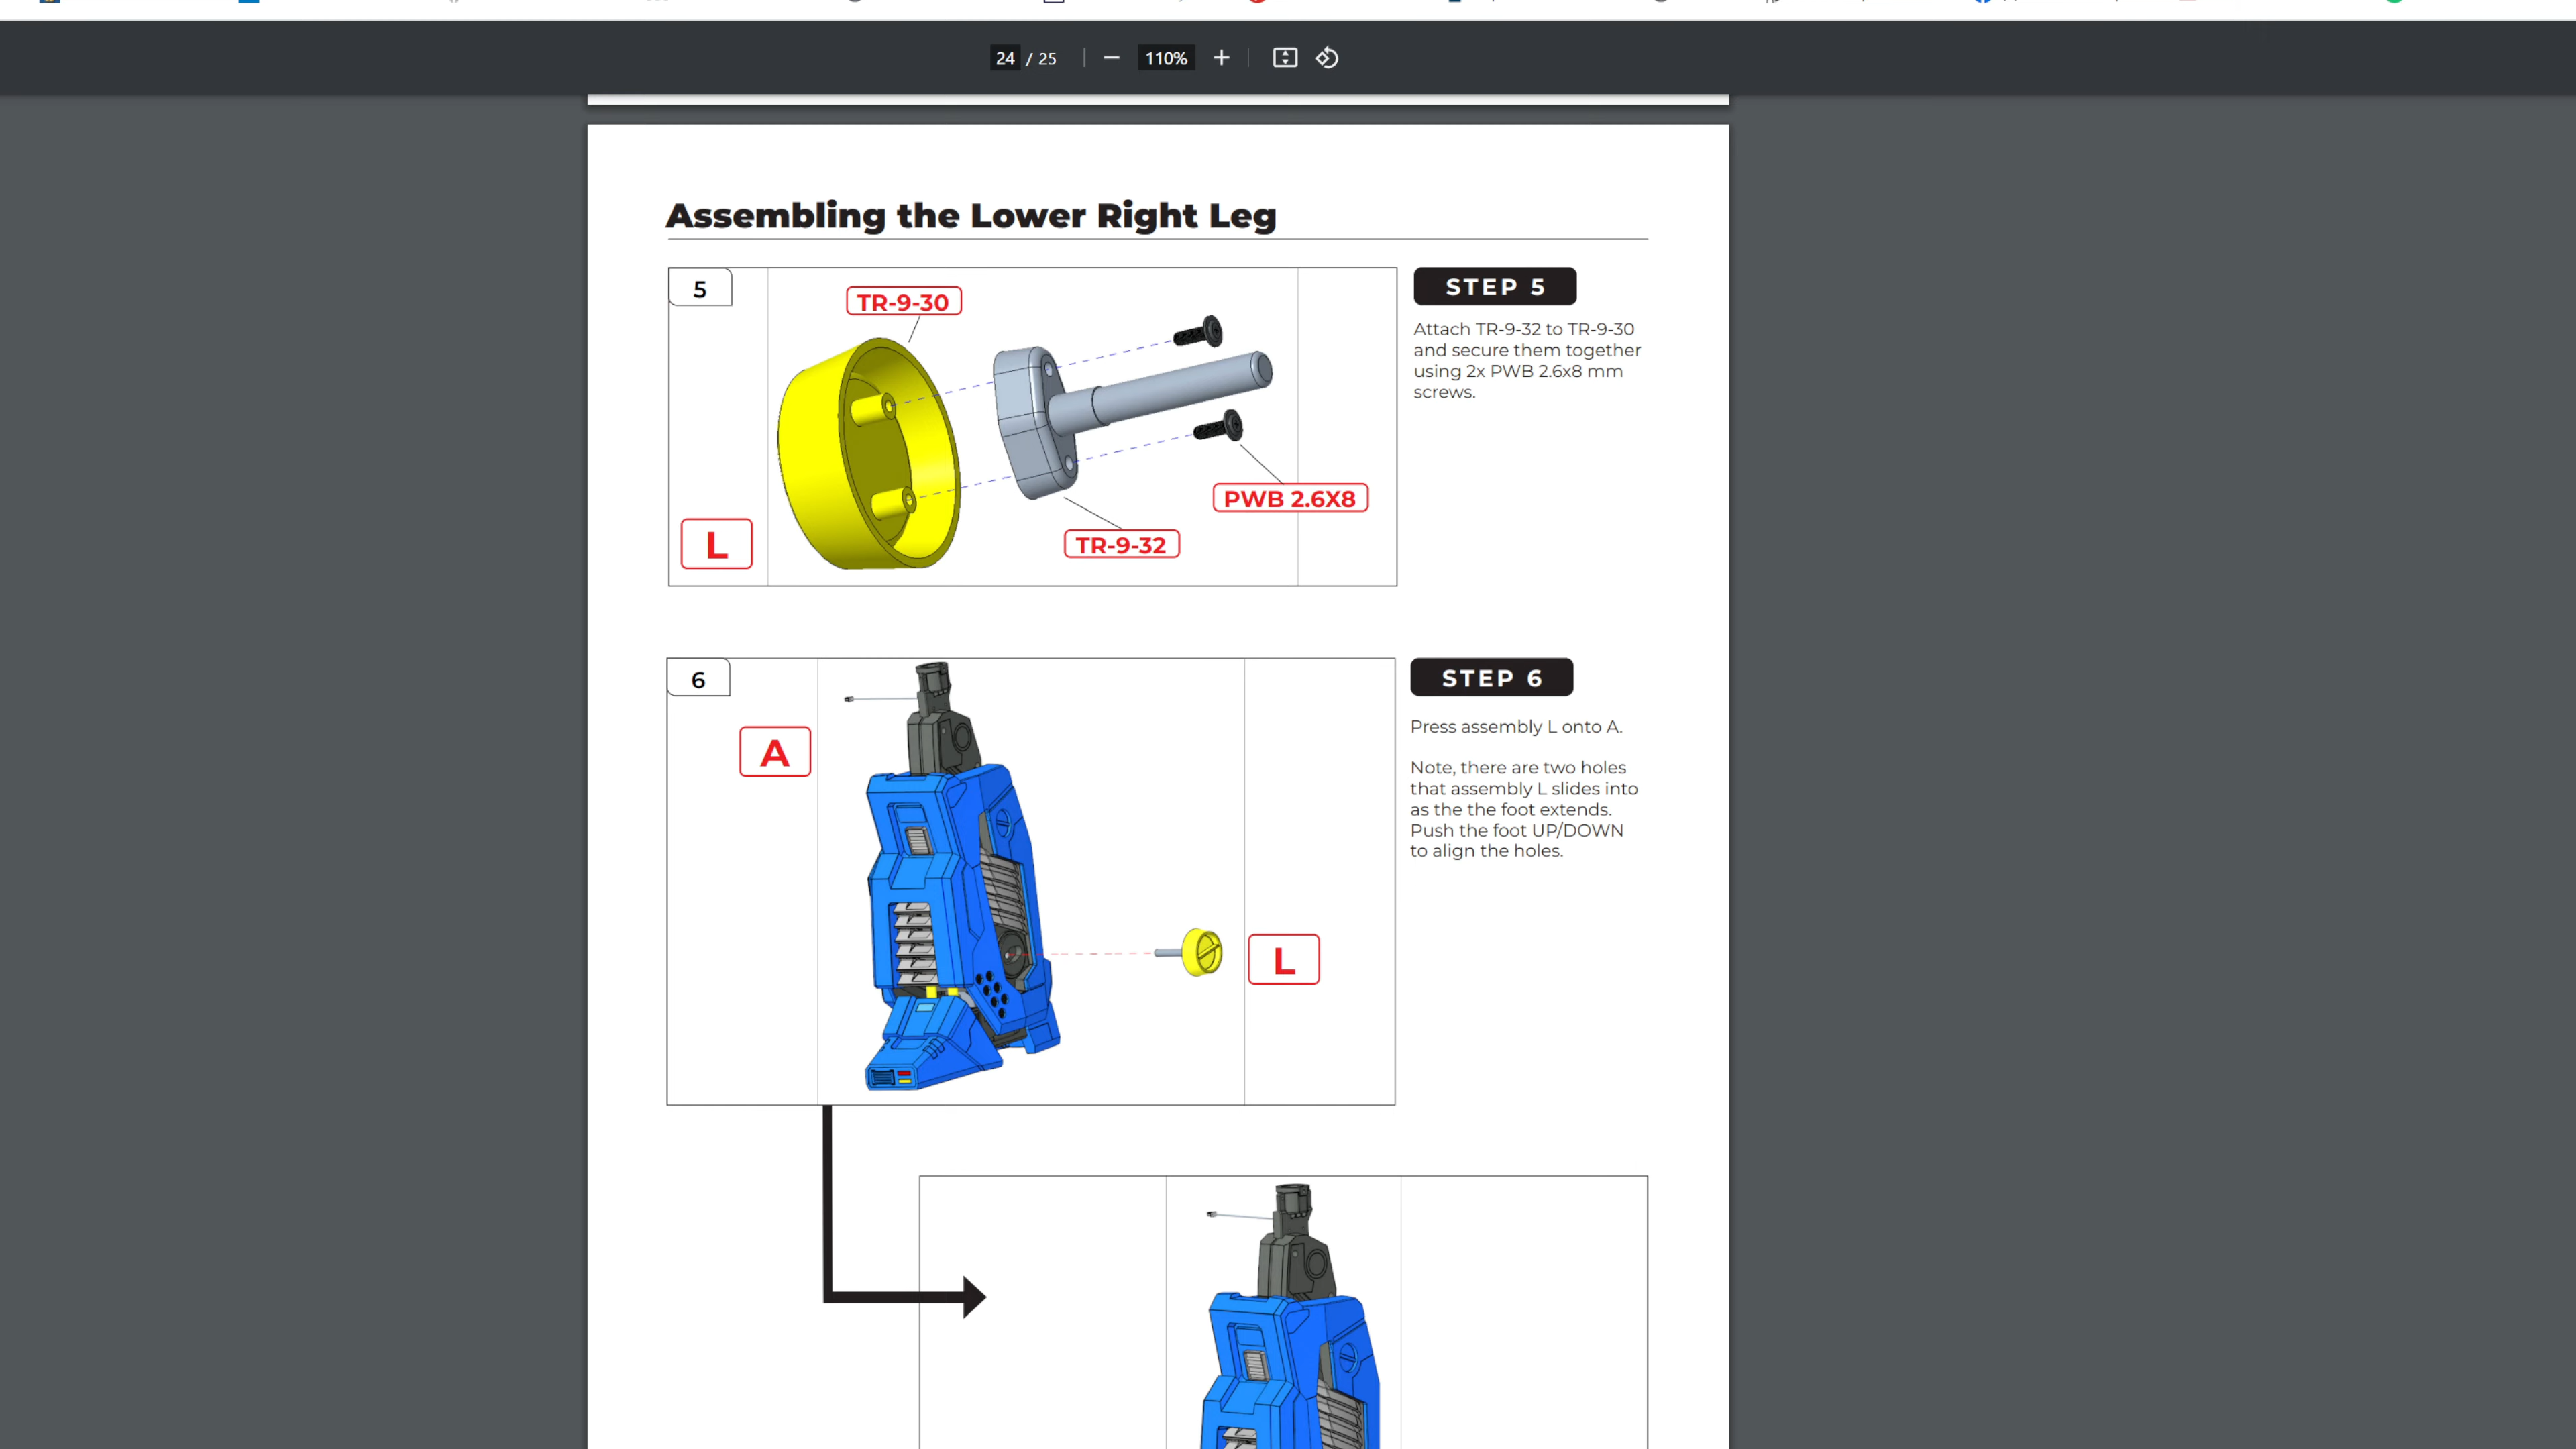 24 / 25
110%
Assembling the Lower Right Leg
5
TR-9-30
PWB 2.6X8
TR-9-32
L
STEP 5
Attach TR-9-32 to TR-9-30
and secure them together
using 2x PWB 2.6x8 mm
screws.
6
A
L
STEP 6
Press assembly L onto A.
Note, there are two holes
that assembly L slides into
as the the foot extends.
Push the foot UP/DOWN
to align the holes.